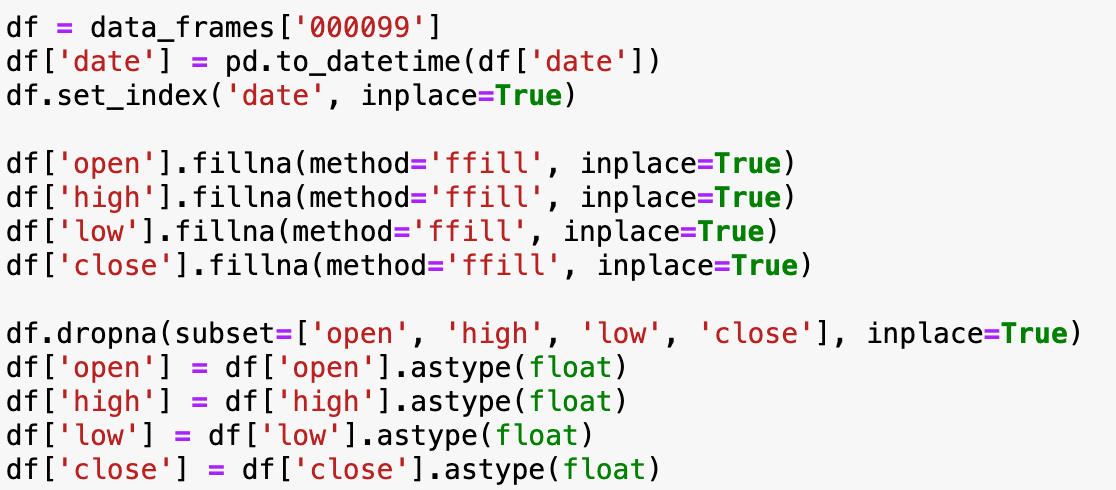 df = data_frames['000099']
df['date'] = pd.to_datetime(df['date'])
df.set_index('date', inplace=True)

df['open'].fillna(method='ffill', inplace=True)
df['high'].fillna(method='ffill', inplace=True)
df['low'].fillna(method='ffill', inplace=True)
df['close'].fillna(method='ffill', inplace=True)

df.dropna(subset=['open', 'high', 'low', 'close'], inplace=True)
df['open'] = df['open'].astype(float)
df['high'] = df['high'].astype(float)
df['low'] = df['low'].astype(float)
df['close'] = df['close'].astype(float)